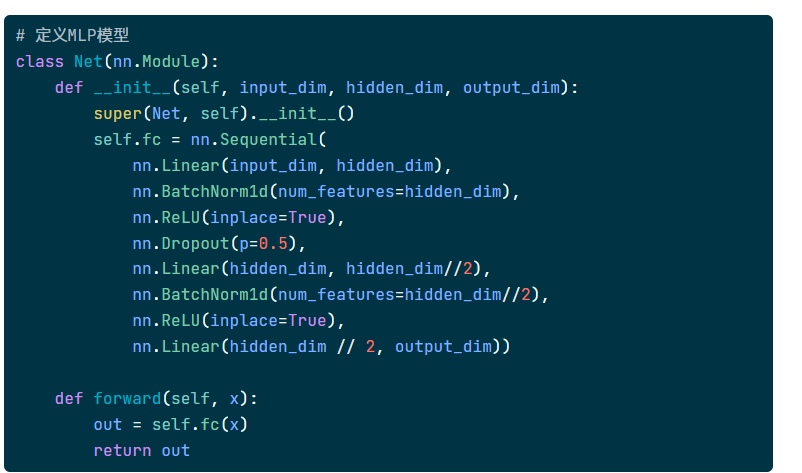 # 定义MLP模型
class Net(nn.Module):
    def __init__(self, input_dim, hidden_dim, output_dim):
        super(Net, self).__init__()
        self.fc = nn.Sequential(
            nn.Linear(input_dim, hidden_dim),
            nn.BatchNorm1d(num_features=hidden_dim),
            nn.ReLU(inplace=True),
            nn.Dropout(p=0.5),
            nn.Linear(hidden_dim, hidden_dim//2),
            nn.BatchNorm1d(num_features=hidden_dim//2),
            nn.ReLU(inplace=True),
            nn.Linear(hidden_dim // 2, output_dim))
    def forward(self, x):
        out = self.fc(x)
        return out